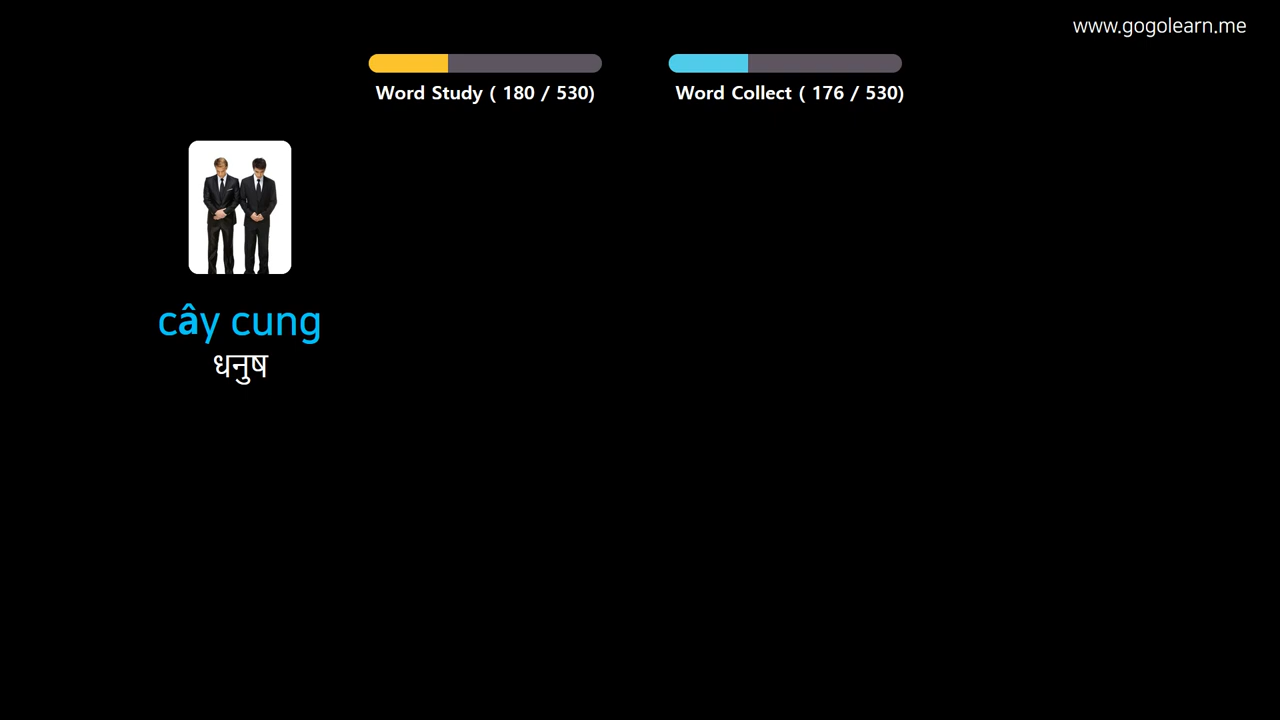 www.gogolearn.me
Word Study ( 180 / 530)
Word Collect ( 176 / 530)
cây cung
धनुष